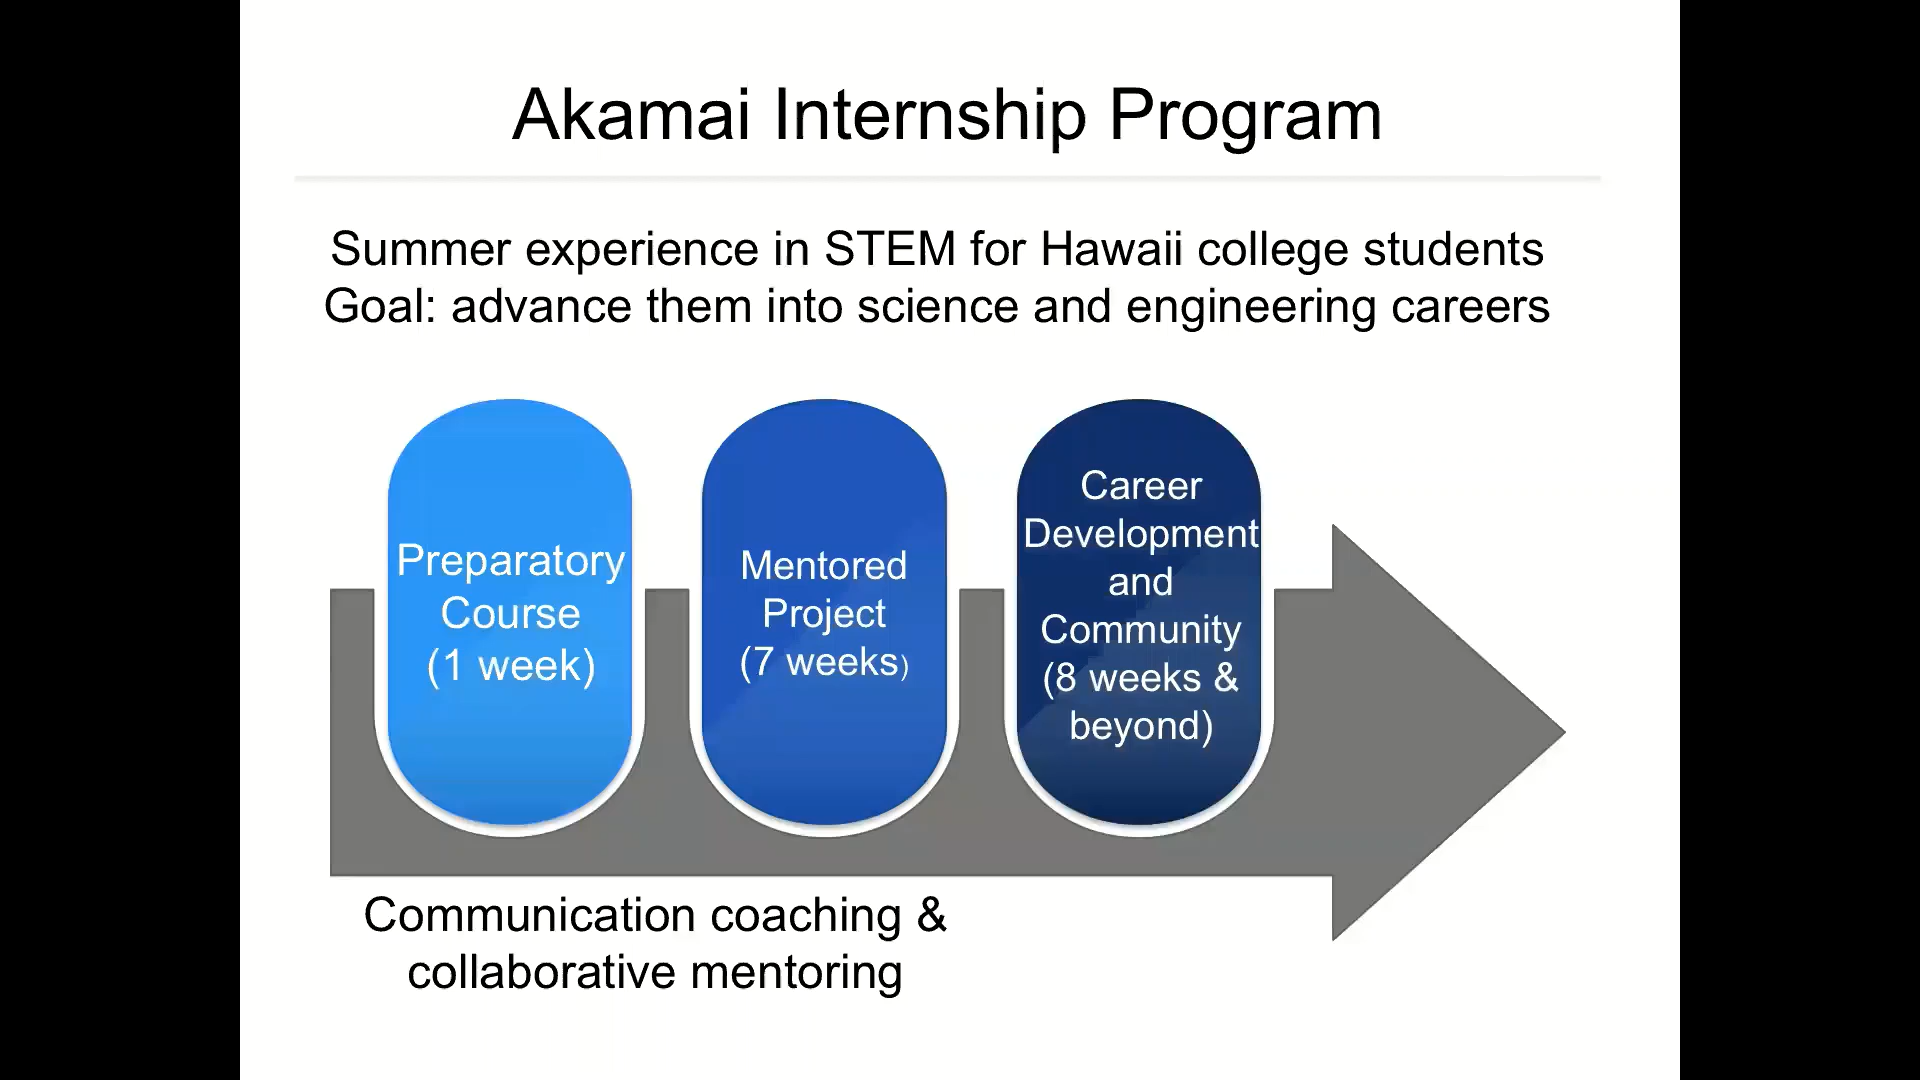 Akamai Internship Program
Summer experience in STEM for Hawaii college students
Goal: advance them into science and engineering careers
Preparatory
Course
(1 week)
Mentored
Project
(7 weeks)
Career
Development
and
Community
(8 weeks &
beyond)
Communication coaching &
collaborative mentoring